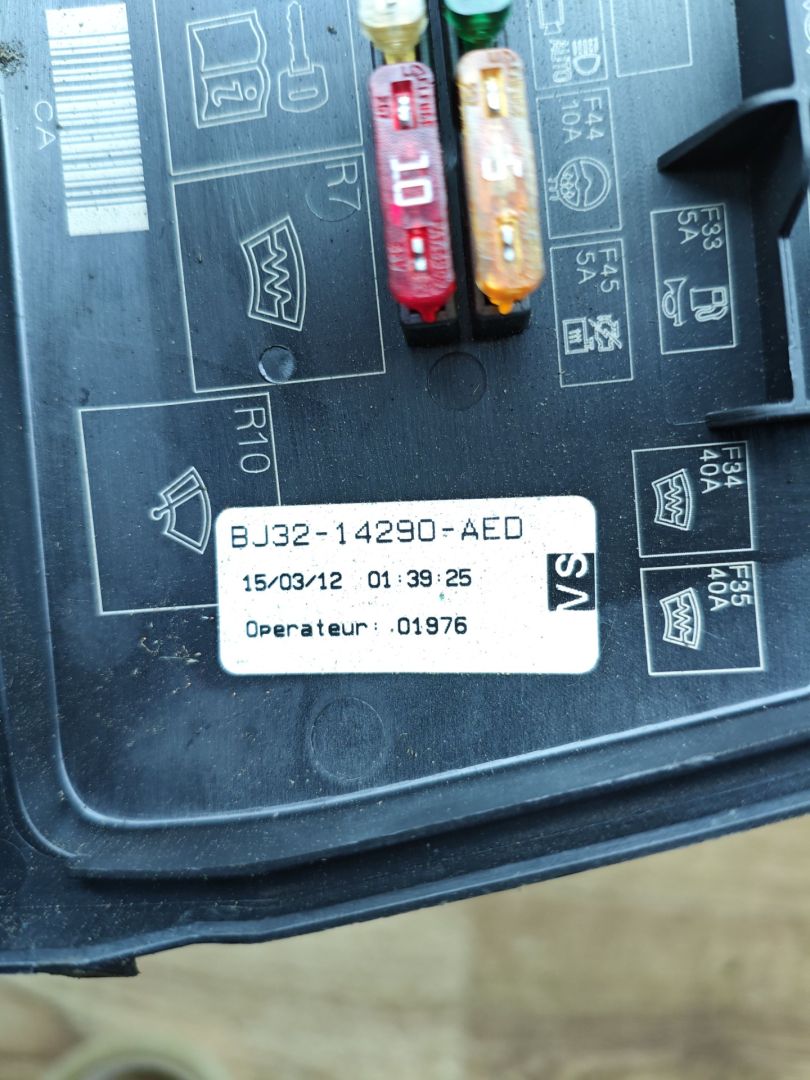 CA
AUTO
F44
10A
R7
10
5
F33
5A
F45
5A
R10
F34
40A
BJ32-14290-AED
15/03/12 01:39:25
VS
Operateur: .01976
F35
40A